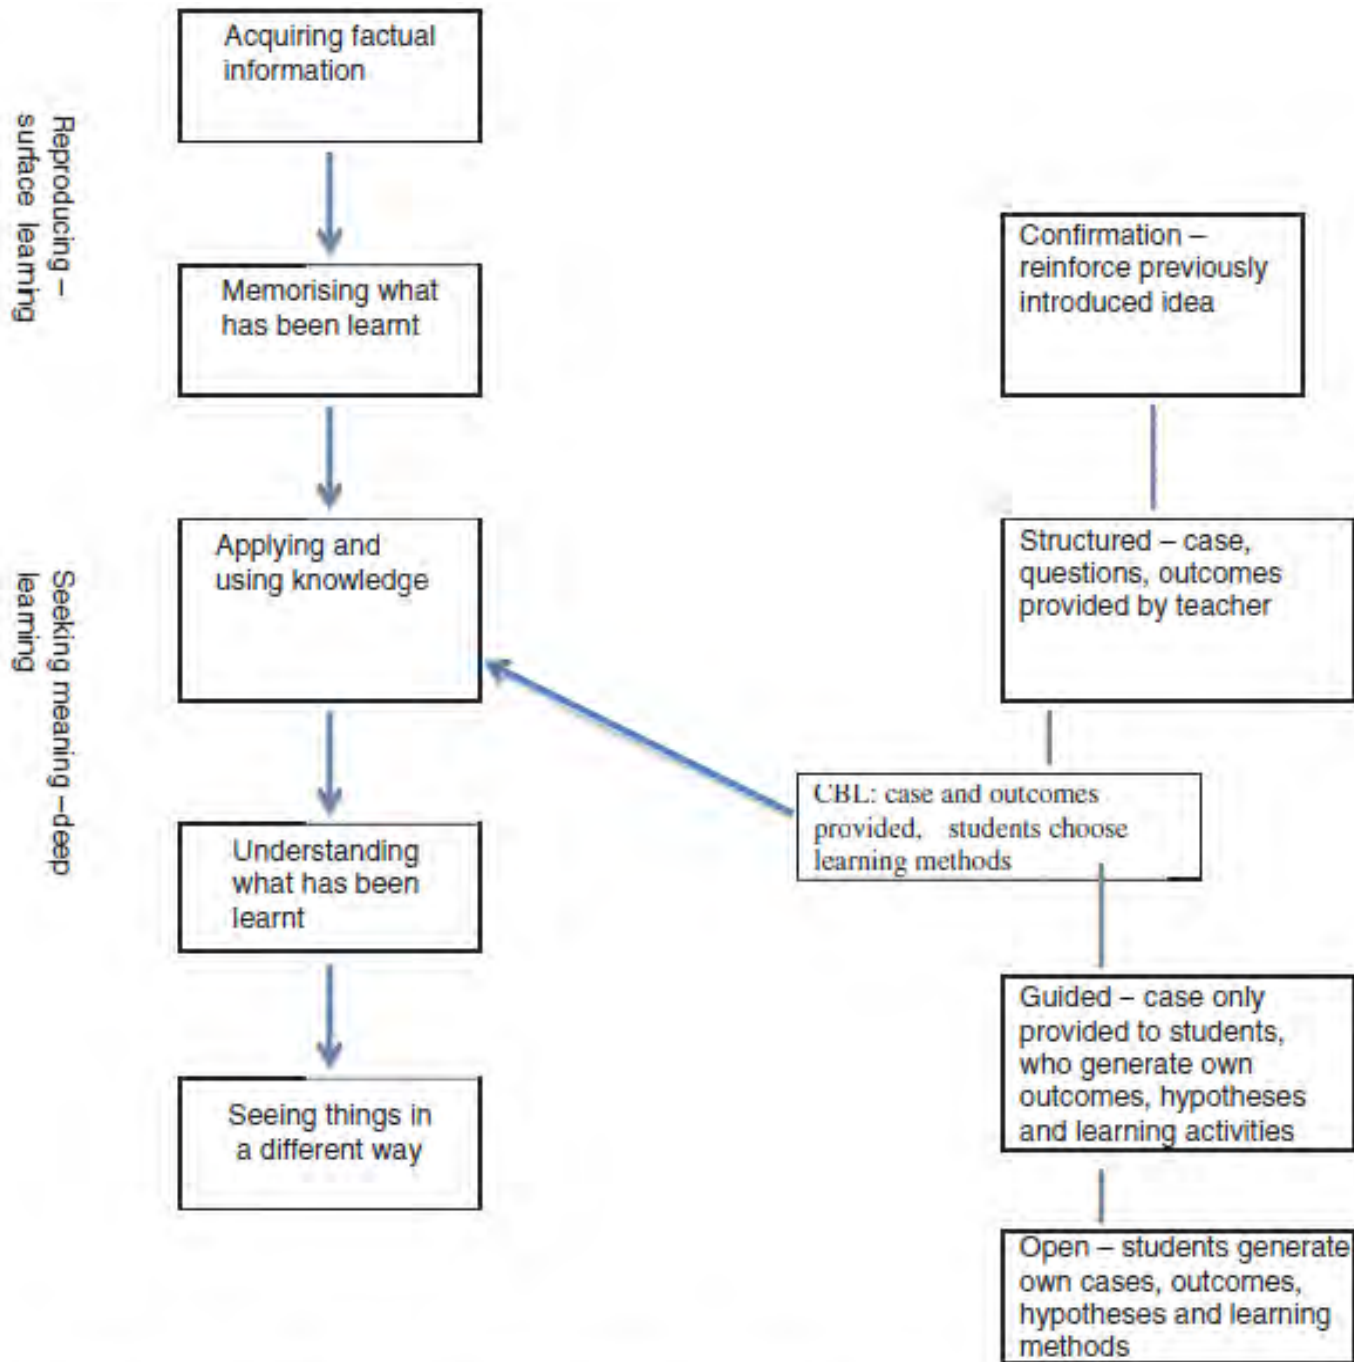 Reproducing –
surface learning
Seeking meaning –deep
learning
Acquiring factual
information
Memorising what
has been learnt
Applying and
using knowledge
Understanding
what has been
learnt
Seeing things in
a different way
Confirmation –
reinforce previously
introduced idea
Structured – case,
questions, outcomes
provided by teacher
CBL: case and outcomes
provided, students choose
learning methods
Guided – case only
provided to students,
who generate own
outcomes, hypotheses
and learning activities
Open – students generate
own cases, outcomes,
hypotheses and learning
methods